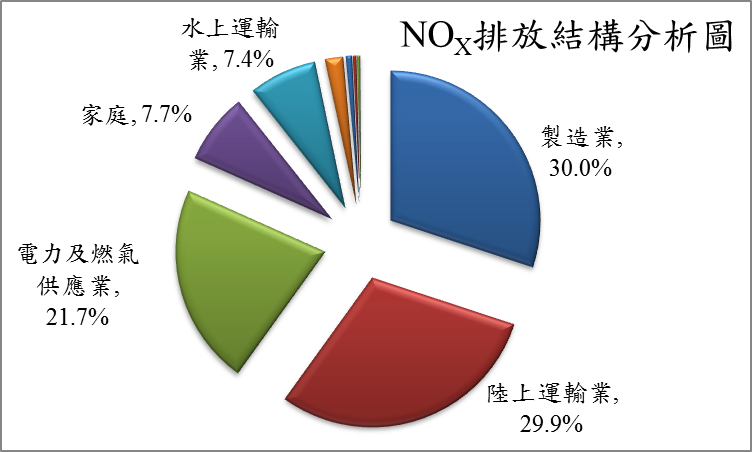 NOX排放結構分析圖
水上運輸
業, 7.4%
家庭, 7.7%
製造業,
30.0%
電力及燃氣
供應業,
21.7%
陸上運輸業,
29.9%